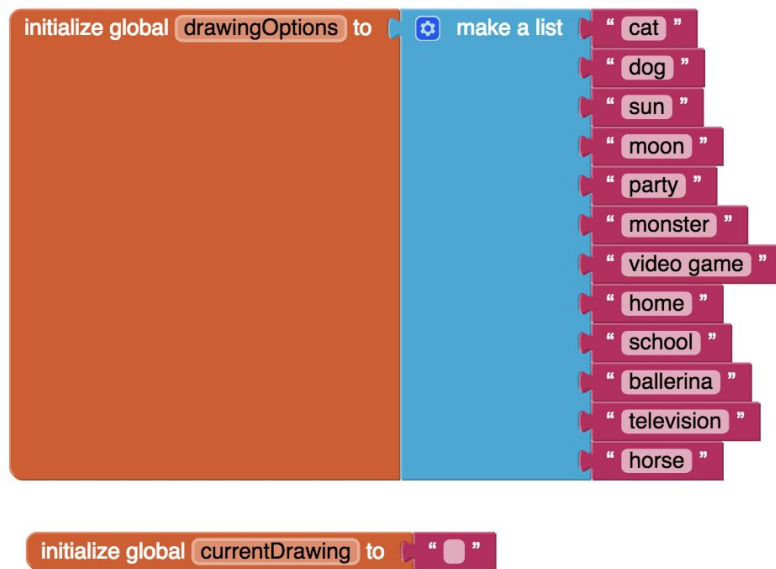 initialize global drawingOptions to make a list " cat "
" dog "
" sun "
" moon "
" party "
" monster "
" video game "
" home "
" school "
" ballerina "
" television "
" horse "
initialize global currentDrawing to " "